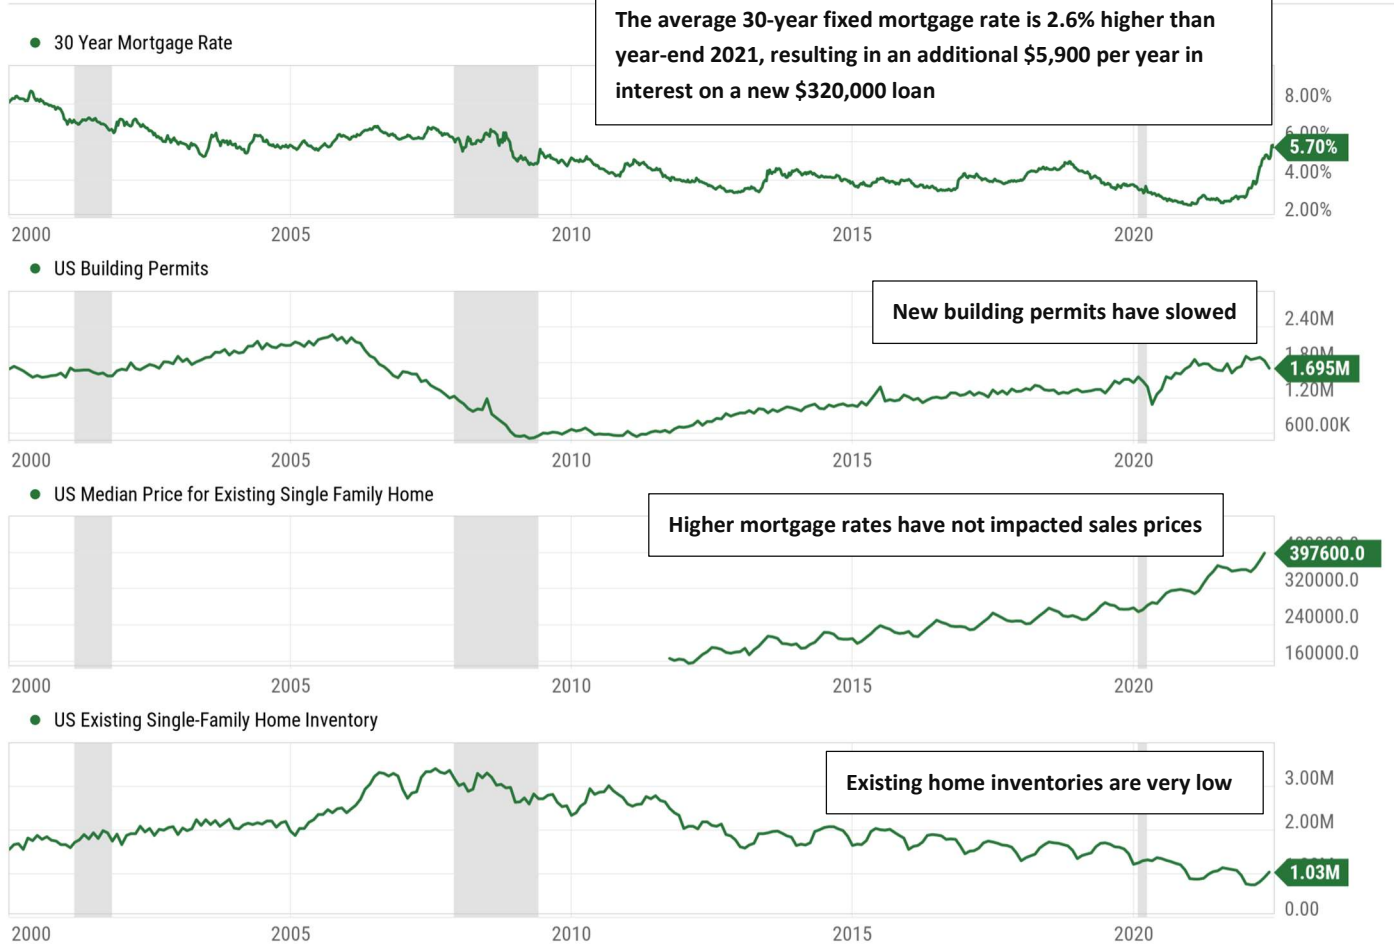 The average 30-year fixed mortgage rate is 2.6% higher than
year-end 2021, resulting in an additional $5,900 per year in
interest on a new $320,000 loan
30 Year Mortgage Rate
8.00%
6.00%
5.70%
4.00%
2.00%
2000 2005 2010 2015 2020
US Building Permits
New building permits have slowed
2.40M
1.80M
1.695M
1.20M
600.00K
2000 2005 2010 2015 2020
US Median Price for Existing Single Family Home
Higher mortgage rates have not impacted sales prices
397600.0
320000.0
240000.0
160000.0
2000 2005 2010 2015 2020
US Existing Single-Family Home Inventory
Existing home inventories are very low
3.00M
2.00M
1.03M
0.00
2000 2005 2010 2015 2020